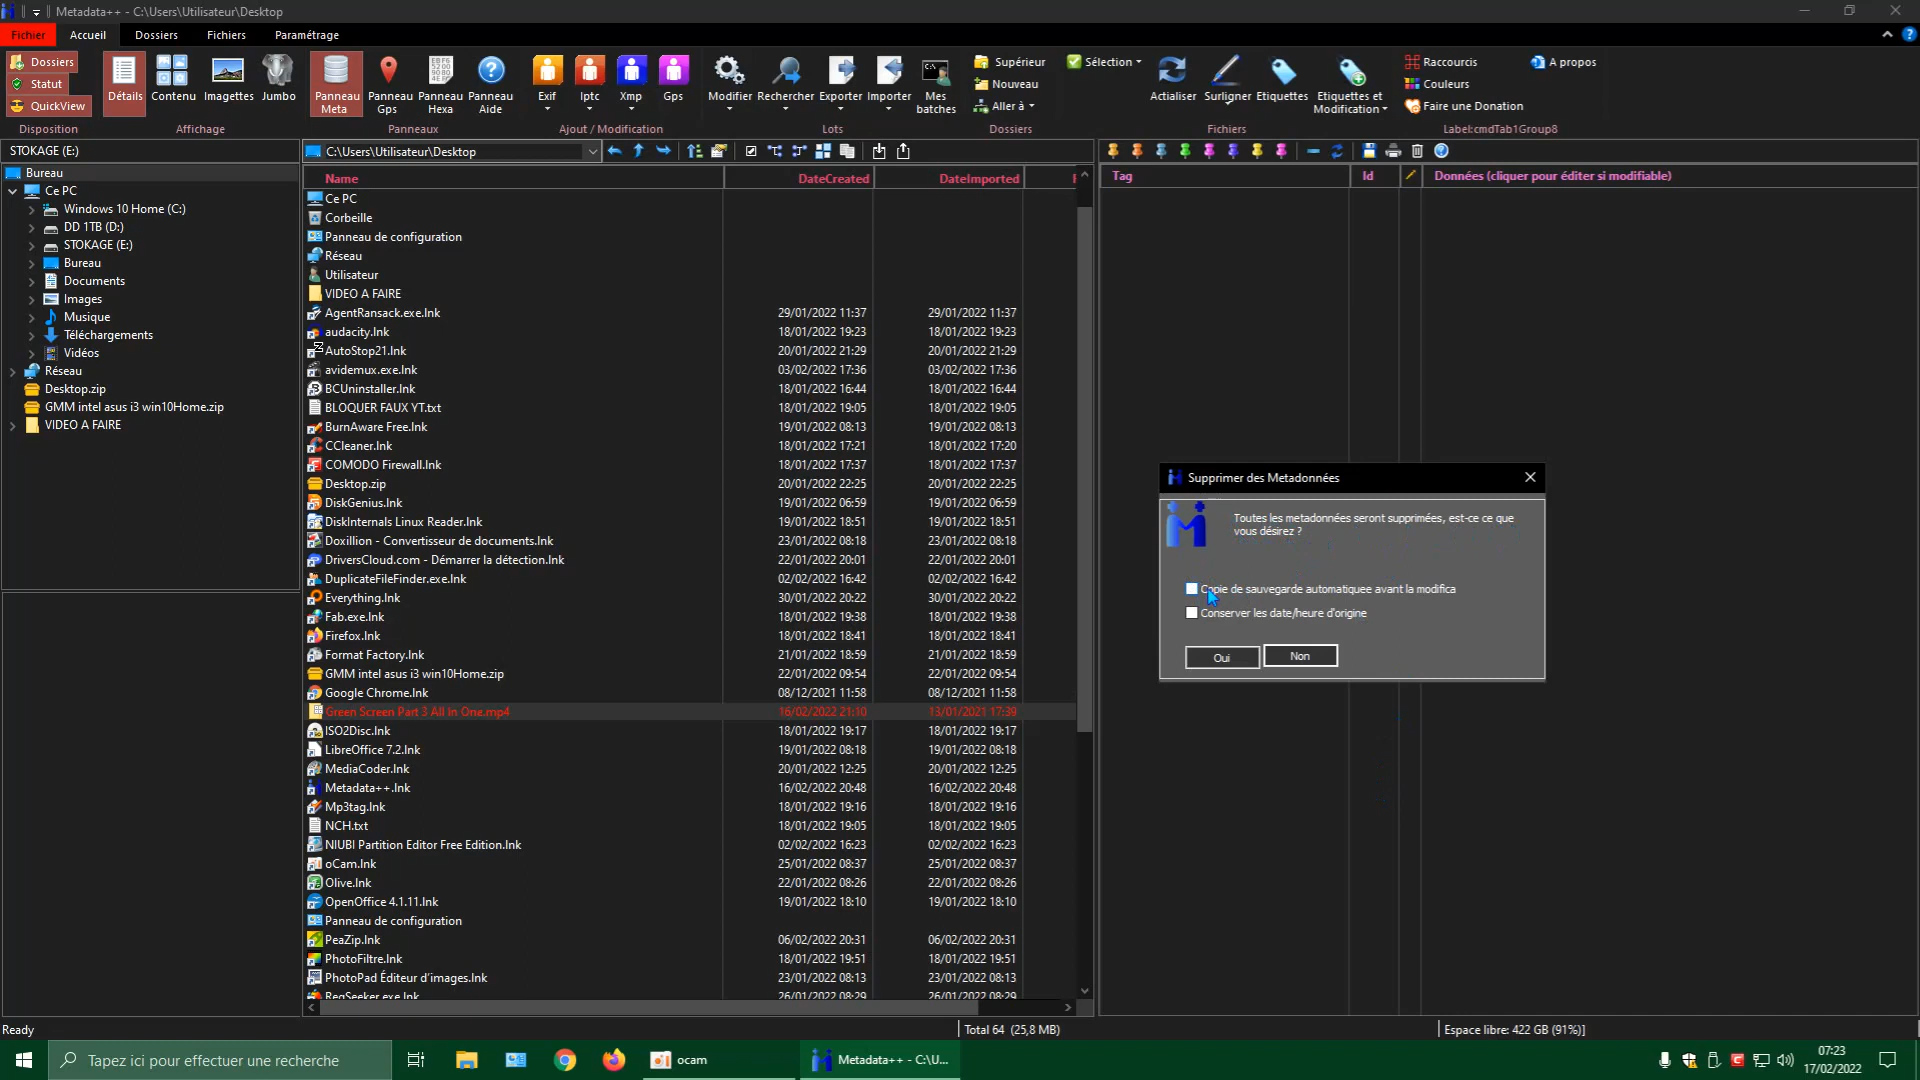 Metadata++ - C:\Users\Utilisateur\Desktop
Fichier Accueil Dossiers Fichiers Paramétrage
Dossiers
Statut
QuickView
Disposition
Détails Contenu Imagettes Jumbo
Affichage
Panneau Meta
Panneau Gps
Panneau Hexa
Panneau Aide
Panneaux
Exif Iptc Xmp Gps
Ajout / Modification
Modifier Rechercher Exporter Importer Mes batches
Lots
Supérieur
Nouveau
Aller à
Dossiers
Sélection
Actialiser Surligner Etiquettes Etiquettes et Modification
Fichiers
Raccourcis
Couleurs
Faire une Donation
Label:cmdTab1Group8
A propos
STOKAGE (E:)
Bureau
Ce PC
Windows 10 Home (C:)
DD 1TB (D:)
STOKAGE (E:)
Bureau
Documents
Images
Musique
Téléchargements
Vidéos
Réseau
Desktop.zip
GMM intel asus i3 win10Home.zip
VIDEO A FAIRE
C:\Users\Utilisateur\Desktop
Name DateCreated DateImported
Ce PC
Corbeille
Panneau de configuration
Réseau
Utilisateur
VIDEO A FAIRE
AgentRansack.exe.lnk 29/01/2022 11:37 29/01/2022 11:37
audacity.lnk 18/01/2022 19:23 18/01/2022 19:23
AutoStop21.lnk 20/01/2022 21:29 20/01/2022 21:29
avidemux.exe.lnk 03/02/2022 17:36 03/02/2022 17:36
BCUninstaller.lnk 18/01/2022 16:44 18/01/2022 16:44
BLOQUER FAUX YT.txt 18/01/2022 19:05 18/01/2022 19:05
BurnAware Free.lnk 19/01/2022 08:13 19/01/2022 08:13
CCleaner.lnk 18/01/2022 17:21 18/01/2022 17:20
COMODO Firewall.lnk 18/01/2022 17:37 18/01/2022 17:37
Desktop.zip 20/01/2022 22:25 20/01/2022 22:25
DiskGenius.lnk 19/01/2022 06:59 19/01/2022 06:59
DiskInternals Linux Reader.lnk 19/01/2022 18:51 19/01/2022 18:51
Doxillion - Convertisseur de documents.lnk 23/01/2022 08:18 23/01/2022 08:18
DriversCloud.com - Démarrer la détection.lnk 22/01/2022 20:01 22/01/2022 20:01
DuplicateFileFinder.exe.lnk 02/02/2022 16:42 02/02/2022 16:42
Everything.lnk 30/01/2022 20:22 30/01/2022 20:22
Fab.exe.lnk 18/01/2022 19:38 18/01/2022 19:38
Firefox.lnk 18/01/2022 18:41 18/01/2022 18:41
Format Factory.lnk 21/01/2022 18:59 21/01/2022 18:59
GMM intel asus i3 win10Home.zip 22/01/2022 09:54 22/01/2022 09:54
Google Chrome.lnk 08/12/2021 11:58 08/12/2021 11:58
Green Screen Part 3 All In One.mp4 16/02/2022 21:10 13/01/2021 17:39
ISO2Disc.lnk 18/01/2022 19:17 18/01/2022 19:17
LibreOffice 7.2.lnk 19/01/2022 08:18 19/01/2022 08:18
MediaCoder.lnk 20/01/2022 12:25 20/01/2022 12:25
Metadata++.lnk 16/02/2022 20:48 16/02/2022 20:48
Mp3tag.lnk 18/01/2022 19:16 18/01/2022 19:16
NCH.txt 18/01/2022 19:05 18/01/2022 19:05
NIUBI Partition Editor Free Edition.lnk 02/02/2022 16:23 02/02/2022 16:23
oCam.lnk 25/01/2022 08:37 25/01/2022 08:37
Olive.lnk 22/01/2022 08:26 22/01/2022 08:26
OpenOffice 4.1.11.lnk 19/01/2022 18:10 19/01/2022 18:10
Panneau de configuration
PeaZip.lnk 06/02/2022 20:31 06/02/2022 20:31
PhotoFiltre.lnk 18/01/2022 19:51 18/01/2022 19:51
PhotoPad Éditeur d'images.lnk 23/01/2022 08:13 23/01/2022 08:13
RegSeeker.exe.lnk 26/01/2022 08:29 26/01/2022 08:29
Tag Id Données (cliquer pour éditer si modifiable)
Supprimer des Metadonnées
Toutes les metadonnées seront supprimées, est-ce ce que
vous désirez ?
Copie de sauvegarde automatiquee avant la modifica
Conserver les date/heure d'origine
Oui Non
Ready Total 64 (25,8 MB) Espace libre: 422 GB (91%)]
Tapez ici pour effectuer une recherche
ocam
Metadata++ - C:\U...
07:23
17/02/2022